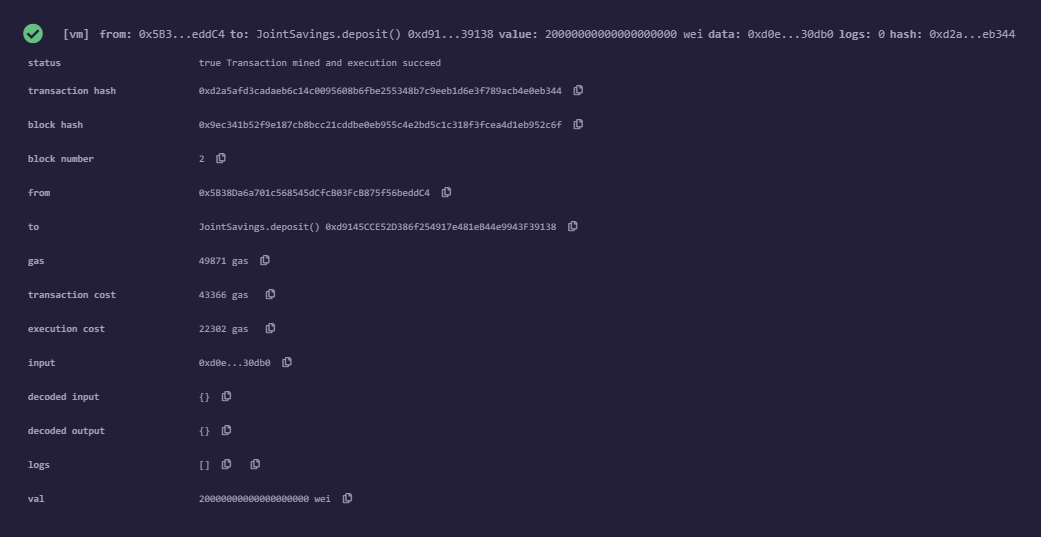 [vm] from: 0x5B3...eddC4 to: JointSavings.deposit() 0xd91...39138 value: 20000000000000000000 wei data: 0xd0e...30db0 logs: 0 hash: 0xd2a...eb344
status true Transaction mined and execution succeed
transaction hash 0xd2a5afd3cadaeb6c14c0095608b6fbe255348b7c9eeb1d6e3f789acb4e0eb344
block hash 0x9ec341b52f9e187cb8bcc21cddbe0eb955c4e2bd5c1c318f3fcea4d1eb952c6f
block number 2
from 0x5B38Da6a701c568545dCfcB03FcB875f56beddC4
to JointSavings.deposit() 0xd9145CCE52D386f254917e481eB44e9943F39138
gas 49871 gas
transaction cost 43366 gas
execution cost 22302 gas
input 0xd0e...30db0
decoded input {}
decoded output {}
logs []
val 20000000000000000000 wei